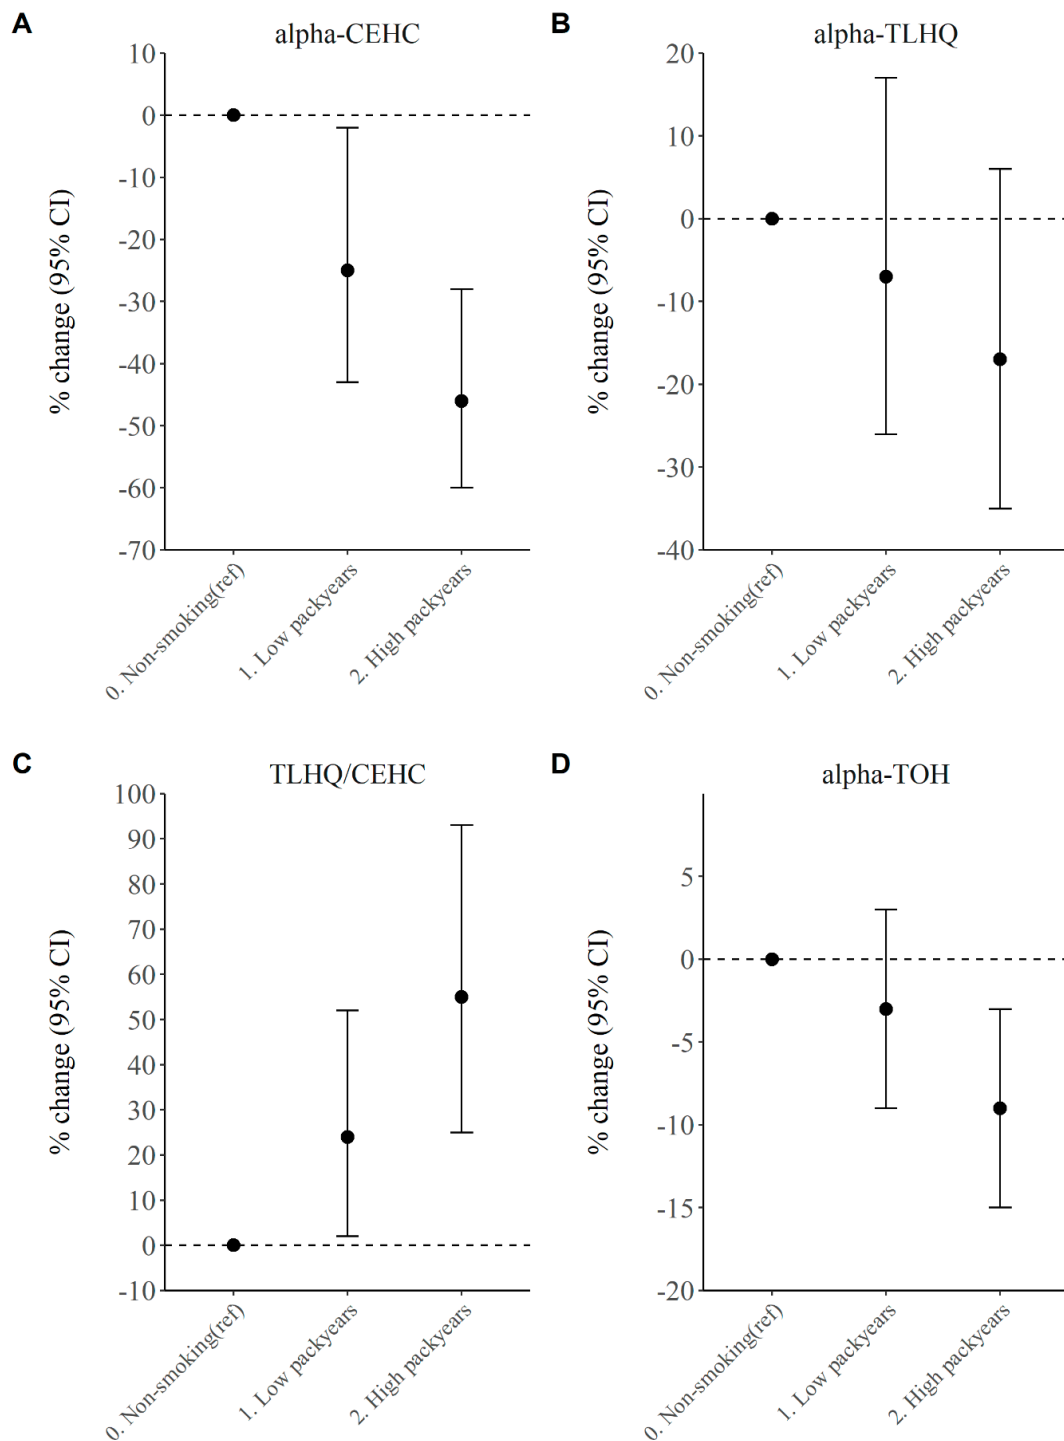 A
alpha-CEHC
10
0
-10
-20
-30
-40
-50
-60
-70
% change (95% CI)
0. Non-smoking(ref)
1. Low packyears
2. High packyears
B
alpha-TLHQ
20
10
0
-10
-20
-30
-40
% change (95% CI)
0. Non-smoking(ref)
1. Low packyears
2. High packyears
C
TLHQ/CEHC
100
90
80
70
60
50
40
30
20
10
0
-10
% change (95% CI)
0. Non-smoking(ref)
1. Low packyears
2. High packyears
D
alpha-TOH
5
0
-5
-10
-15
-20
% change (95% CI)
0. Non-smoking(ref)
1. Low packyears
2. High packyears